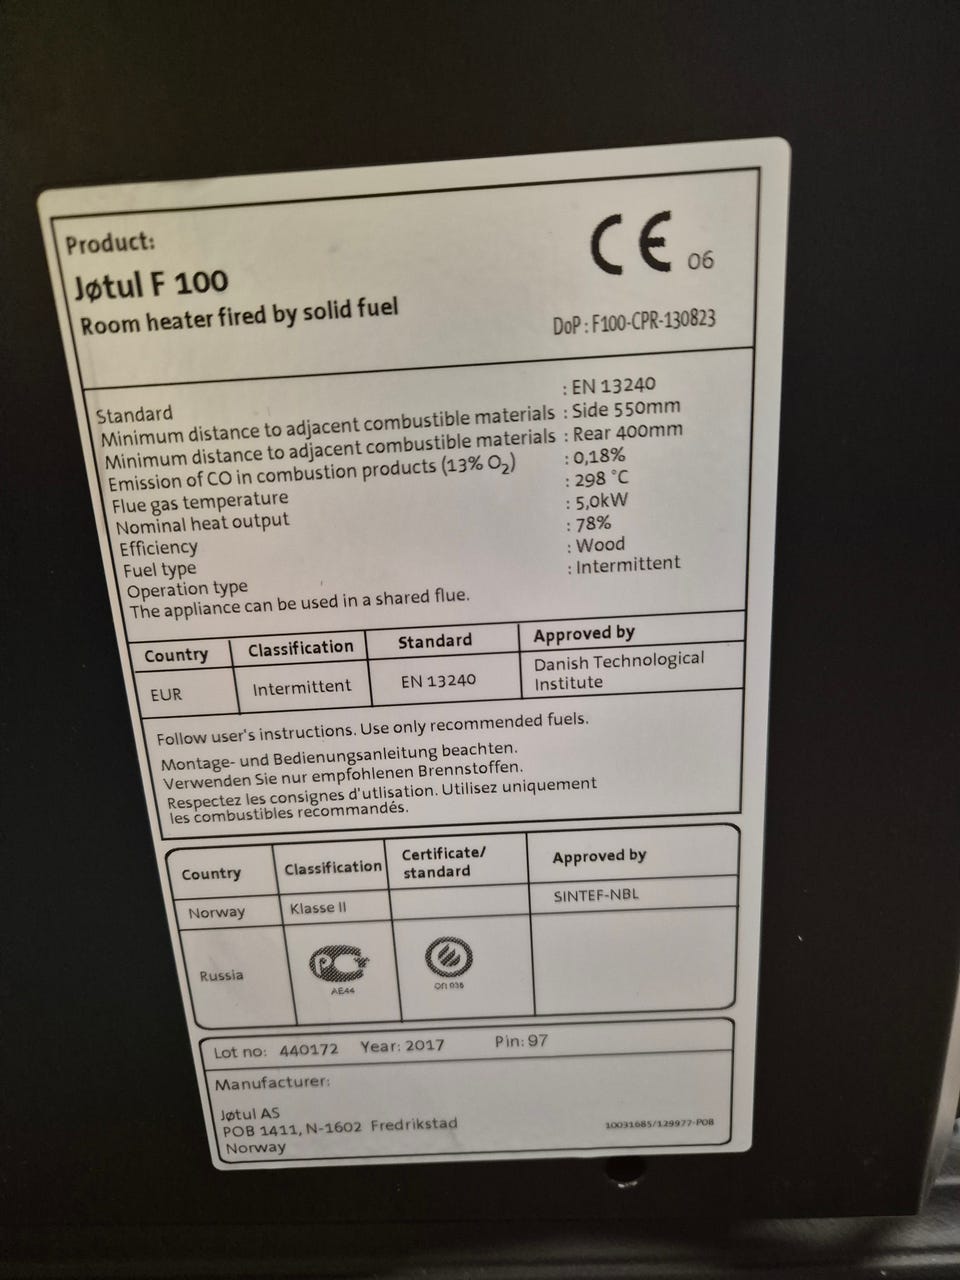 Product:
Jøtul F 100
Room heater fired by solid fuel
CE 06
DoP : F100-CPR-130823
Standard : EN 13240
Minimum distance to adjacent combustible materials : Side 550mm
Minimum distance to adjacent combustible materials : Rear 400mm
Emission of CO in combustion products (13% O₂) : 0,18%
Flue gas temperature : 298 °C
Nominal heat output : 5,0kW
Efficiency : 78%
Fuel type : Wood
Operation type : Intermittent
The appliance can be used in a shared flue.
Country Classification Standard Approved by
EUR Intermittent EN 13240 Danish Technological
Institute
Follow user's instructions. Use only recommended fuels.
Montage- und Bedienungsanleitung beachten.
Verwenden Sie nur empfohlenen Brennstoffen.
Respectez les consignes d'utlisation. Utilisez uniquement
les combustibles recommandés.
Country Classification Certificate/
standard Approved by
Norway Klasse II SINTEF-NBL
Russia
PC
AE44
ОП 036
Lot no: 440172 Year: 2017 Pin: 97
Manufacturer:
Jøtul AS
POB 1411, N-1602 Fredrikstad
Norway
10031685/129977-P08